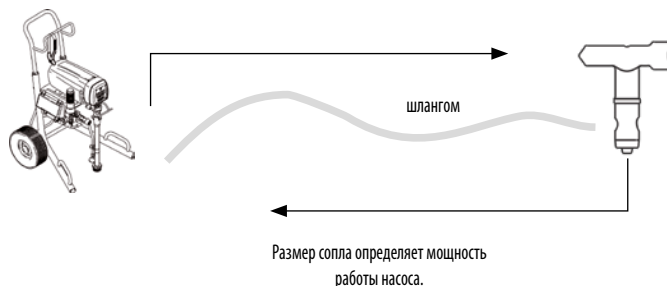 шлангом
Размер сопла определяет мощность
работы насоса.